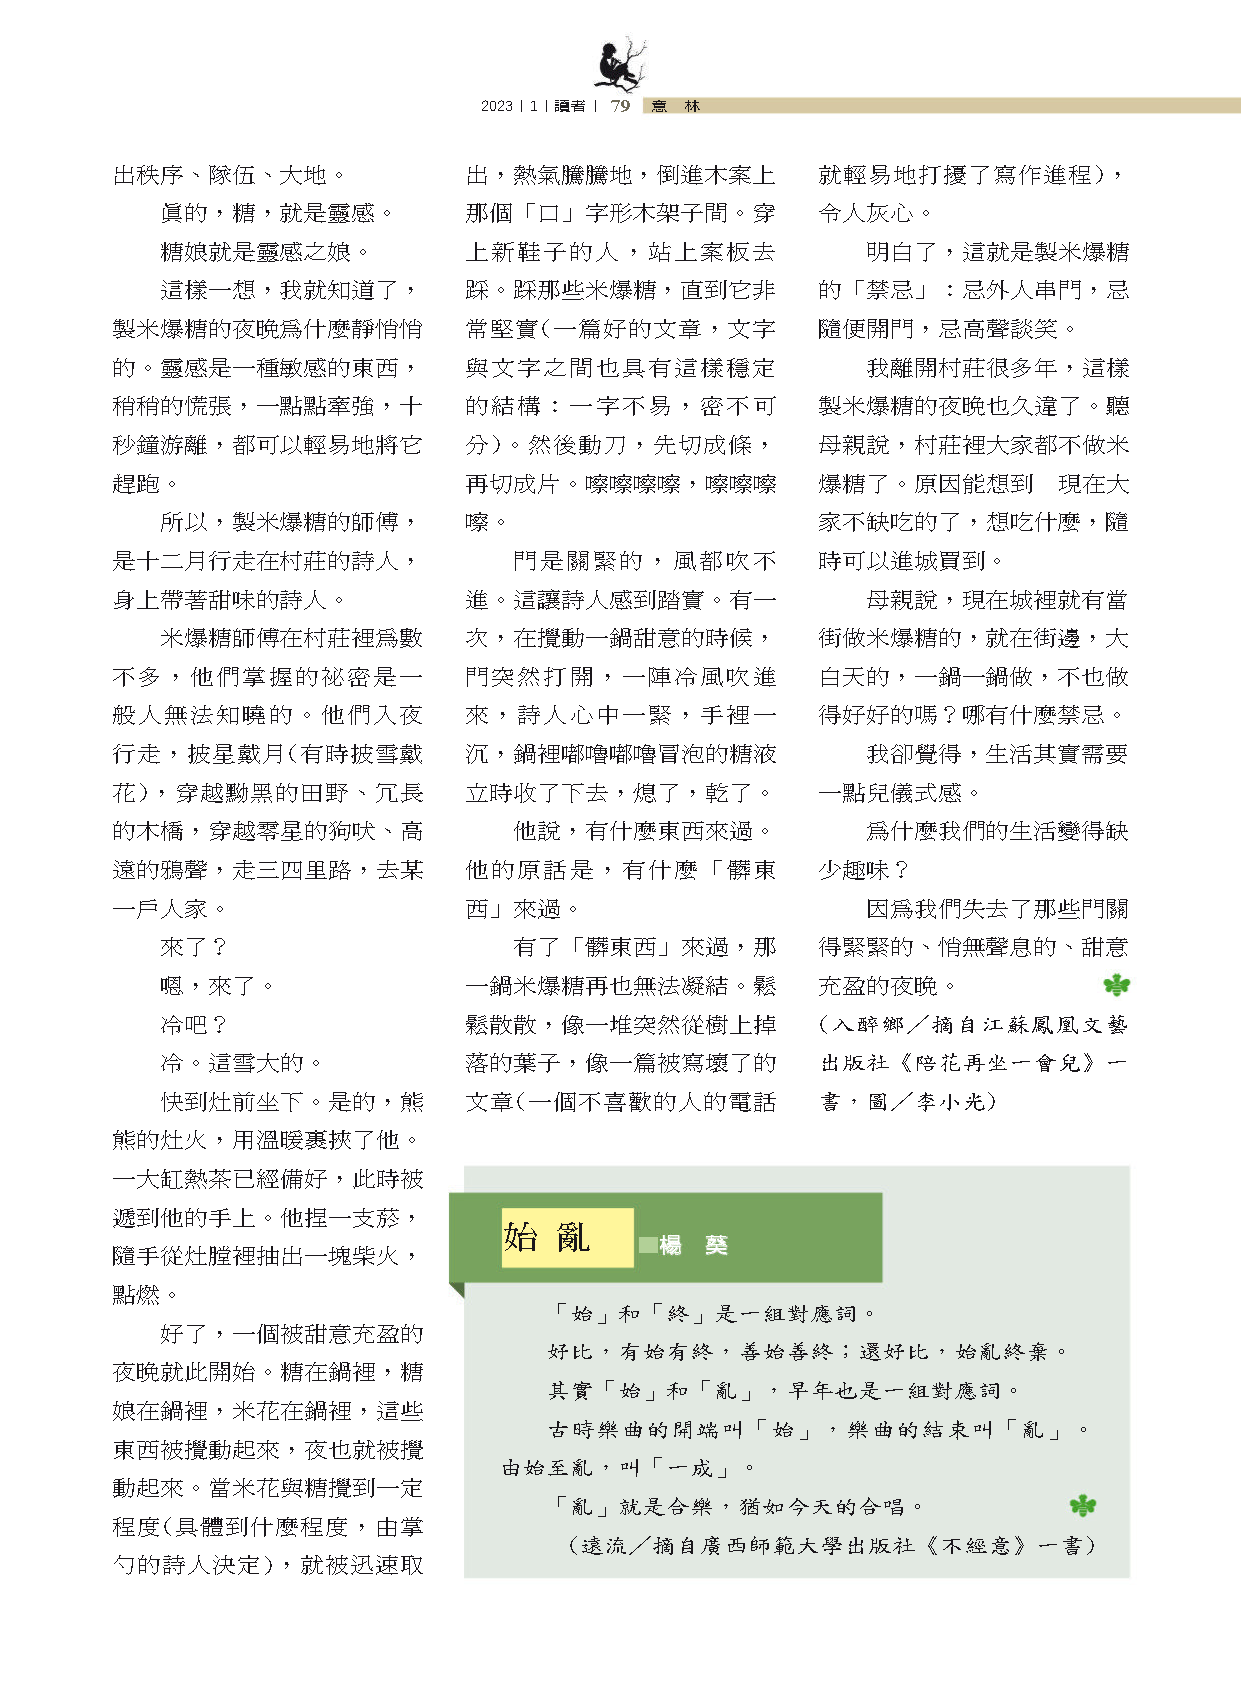 2023 | 1 | 讀者 | 79 意 林
出秩序、隊伍、大地。
眞的，糖，就是靈感。
糖娘就是靈感之娘。
這樣一想，我就知道了，
製米爆糖的夜晚爲什麼靜悄悄
的。靈感是一種敏感的東西，
稍稍的慌張，一點點牽強，十
秒鐘游離，都可以輕易地將它
趕跑。
所以，製米爆糖的師傅，
是十二月行走在村莊的詩人，
身上帶著甜味的詩人。
米爆糖師傅在村莊裡爲數
不多，他們掌握的祕密是一
般人無法知曉的。他們入夜
行走，披星戴月(有時披雪戴
花)，穿越黝黑的田野、冗長
的木橋，穿越零星的狗吠、高
遠的鴉聲，走三四里路，去某
一戶人家。
來了？
嗯，來了。
冷吧？
冷。這雪大的。
快到灶前坐下。是的，熊
熊的灶火，用溫暖裹挾了他。
一大缸熱茶已經備好，此時被
遞到他的手上。他捏一支菸，
隨手從灶膛裡抽出一塊柴火，
點燃。
好了，一個被甜意充盈的
夜晚就此開始。糖在鍋裡，糖
娘在鍋裡，米花在鍋裡，這些
東西被攪動起來，夜也就被攪
動起來。當米花與糖攪到一定
程度(具體到什麼程度，由掌
勺的詩人決定)，就被迅速取
出，熱氣騰騰地，倒進木案上
那個「口」字形木架子間。穿
上新鞋子的人，站上案板去
踩。踩那些米爆糖，直到它非
常堅實(一篇好的文章，文字
與文字之間也具有這樣穩定
的結構：一字不易，密不可
分)。然後動刀，先切成條，
再切成片。嚓嚓嚓嚓，嚓嚓嚓
嚓。
門是關緊的，風都吹不
進。這讓詩人感到踏實。有一
次，在攪動一鍋甜意的時候，
門突然打開，一陣冷風吹進
來，詩人心中一緊，手裡一
沉，鍋裡嘟嚕嘟嚕冒泡的糖液
立時收了下去，熄了，乾了。
他說，有什麼東西來過。
他的原話是，有什麼「髒東
西」來過。
有了「髒東西」來過，那
一鍋米爆糖再也無法凝結。鬆
鬆散散，像一堆突然從樹上掉
落的葉子，像一篇被寫壞了的
文章(一個不喜歡的人的電話
就輕易地打擾了寫作進程)，
令人灰心。
明白了，這就是製米爆糖
的「禁忌」：忌外人串門，忌
隨便開門，忌高聲談笑。
我離開村莊很多年，這樣
製米爆糖的夜晚也久違了。聽
母親說，村莊裡大家都不做米
爆糖了。原因能想到　現在大
家不缺吃的了，想吃什麼，隨
時可以進城買到。
母親說，現在城裡就有當
街做米爆糖的，就在街邊，大
白天的，一鍋一鍋做，不也做
得好好的嗎？哪有什麼禁忌。
我卻覺得，生活其實需要
一點兒儀式感。
爲什麼我們的生活變得缺
少趣味？
因爲我們失去了那些門關
得緊緊的、悄無聲息的、甜意
充盈的夜晚。
(入醉鄉／摘自江蘇鳳凰文藝
出版社《陪花再坐一會兒》一
書，圖／李小光)
始 亂
■楊 葵
「始」和「終」是一組對應詞。
好比，有始有終，善始善終；還好比，始亂終棄。
其實「始」和「亂」，早年也是一組對應詞。
古時樂曲的開端叫「始」，樂曲的結束叫「亂」。
由始至亂，叫「一成」。
「亂」就是合樂，猶如今天的合唱。
(遠流／摘自廣西師範大學出版社《不經意》一書)